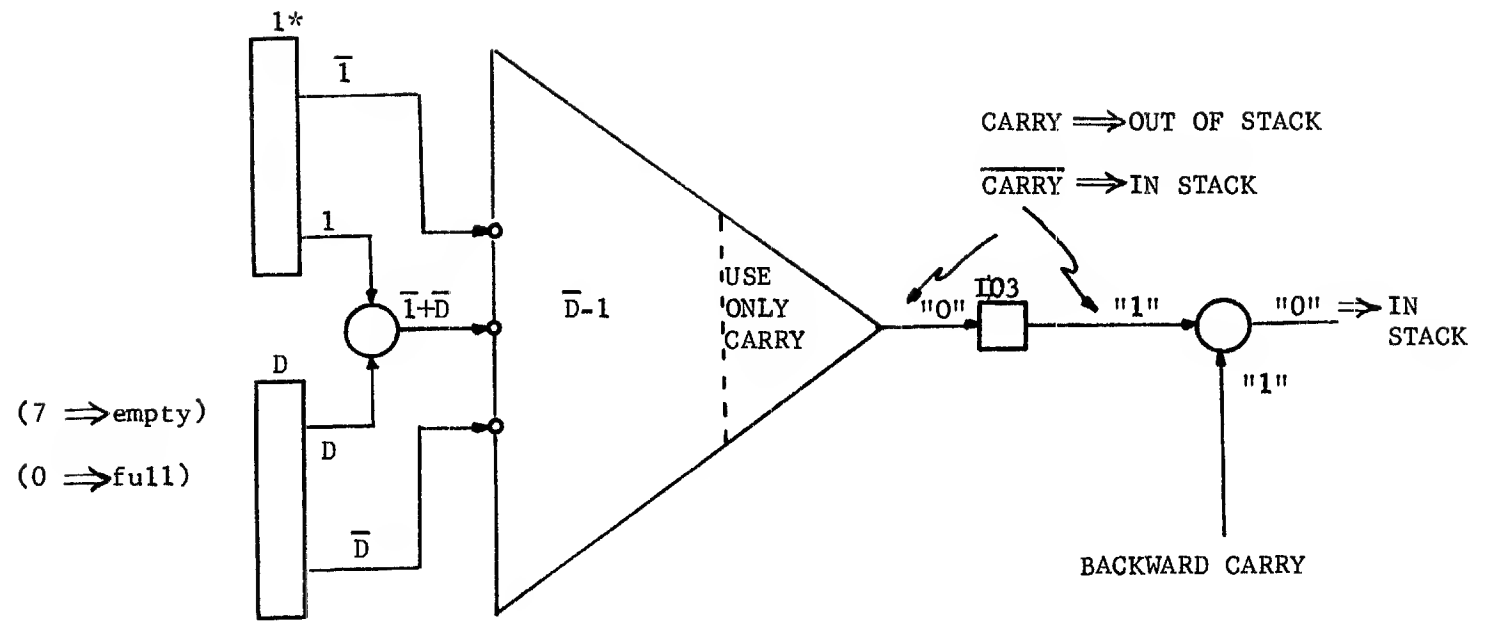 1*
1̅
1
1̅+D̅
D
D
D̅
(7 ⇒empty)
(0 ⇒full)
D̅-1
USE
ONLY
CARRY
CARRY ⇒OUT OF STACK
C̅A̅R̅R̅Y̅ ⇒IN STACK
"0"
I03
"1"
"0" ⇒ IN
STACK
"1"
BACKWARD CARRY